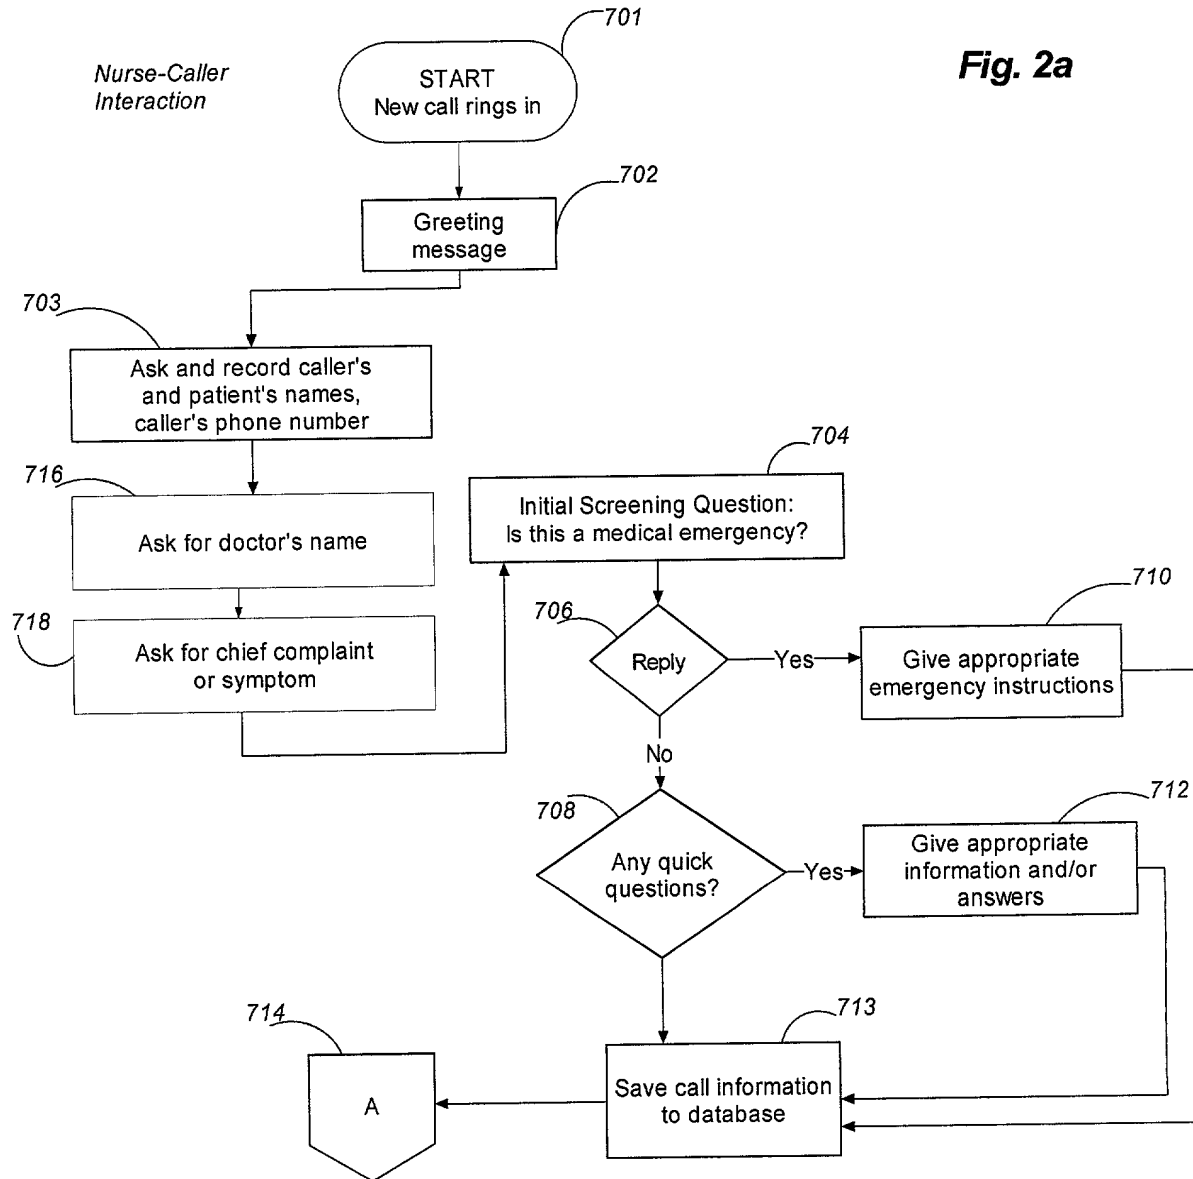 701
Fig. 2a
Nurse-Caller
Interaction
START
New call rings in
702
Greeting
message
703
Ask and record caller's
and patient's names,
caller's phone number
704
716
Initial Screening Question:
Is this a medical emergency?
Ask for doctor's name
710
706
718
Ask for chief complaint
or symptom
Reply
Yes
Give appropriate
emergency instructions
No
712
708
Any quick
questions?
Yes
Give appropriate
information and/or
answers
714
713
A
Save call information
to database